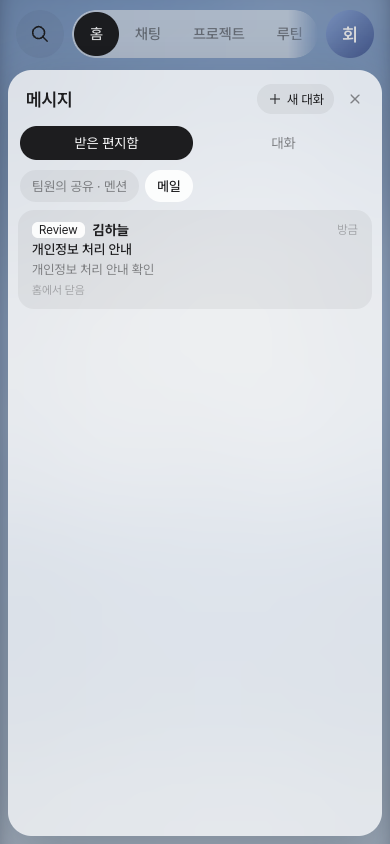 홈 채팅 프로젝트 루틴 회
메시지
+ 새 대화 ×
받은 편지함 대화
팀원의 공유 · 멘션 메일
Review 김하늘 방금
개인정보 처리 안내
개인정보 처리 안내 확인
홈에서 닫음